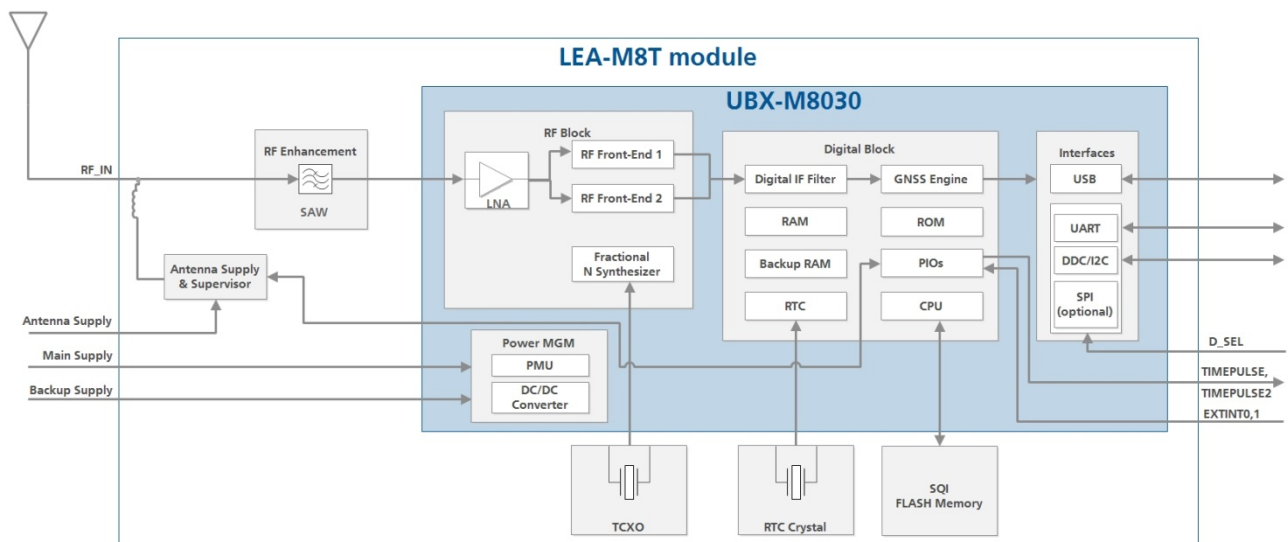 LEA-M8T module
UBX-M8030
RF_IN
RF Enhancement
SAW
RF Block
LNA
RF Front-End 1
RF Front-End 2
Fractional
N Synthesizer
Digital Block
Digital IF Filter
GNSS Engine
RAM
ROM
Backup RAM
PIOs
RTC
CPU
Interfaces
USB
UART
DDC/I2C
SPI
(optional)
Antenna Supply
& Supervisor
Antenna Supply
Main Supply
Backup Supply
Power MGM
PMU
DC/DC
Converter
D_SEL
TIMEPULSE,
TIMEPULSE2
EXTINT0,1
TCXO
RTC Crystal
SQI
FLASH Memory